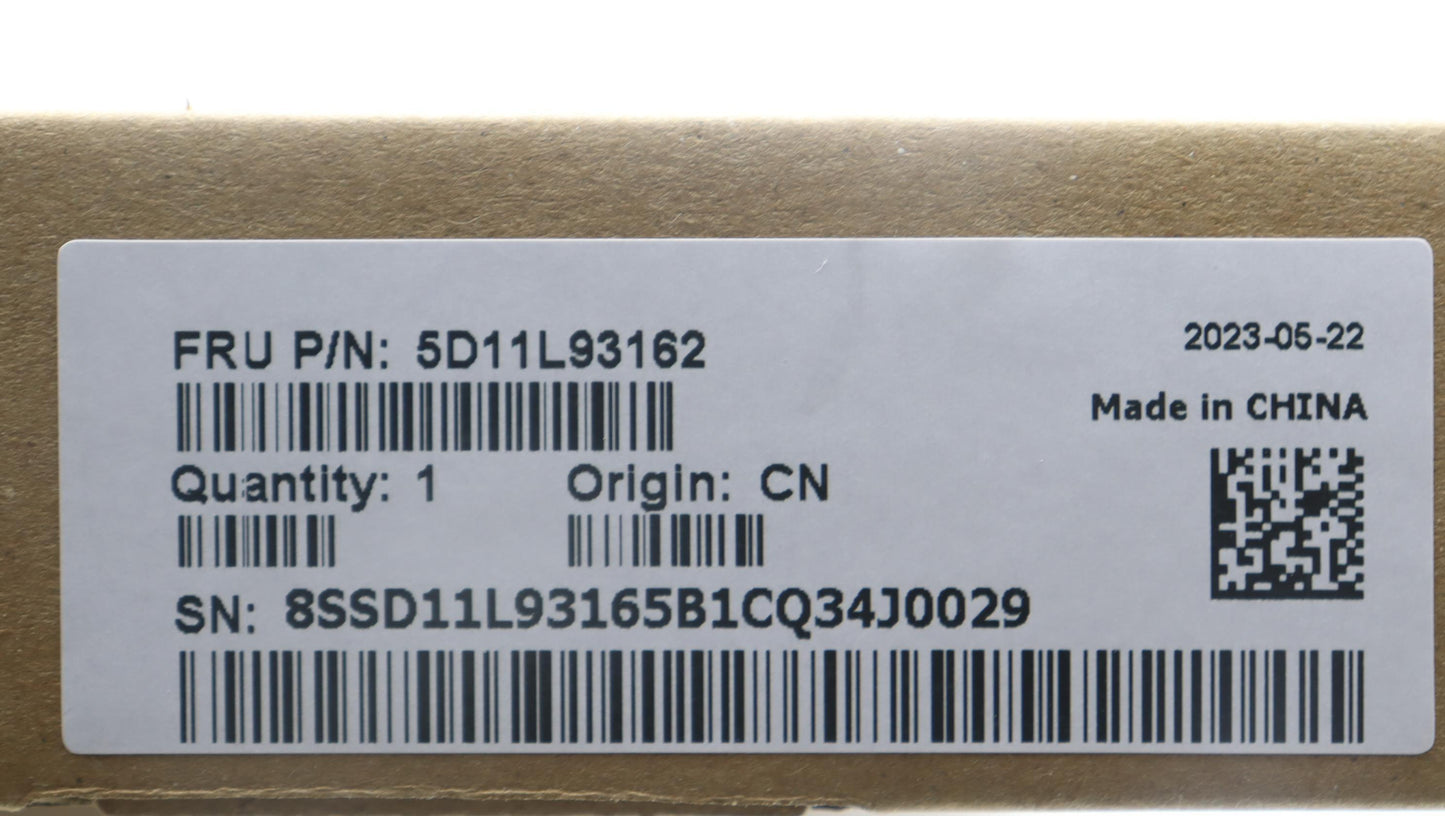 FRU P/N: 5D11L93162
2023-05-22
Made in CHINA
Quantity: 1
Origin: CN
SN: 8SSD11L93165B1CQ34J0029